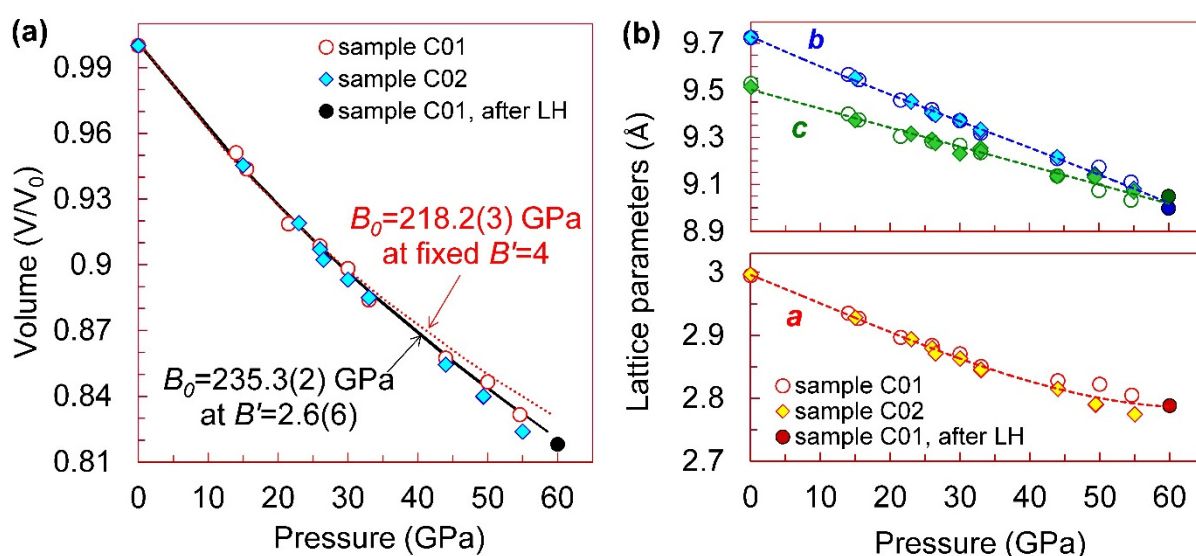 (a)
Volume (V/V0)
0.99
0.96
0.93
0.9
0.87
0.84
0.81
sample C01
sample C02
sample C01, after LH
B0=218.2(3) GPa
at fixed B'=4
B0=235.3(2) GPa
at B'=2.6(6)
0 10 20 30 40 50 60
Pressure (GPa)
(b)
Lattice parameters (Å)
9.7
9.5
9.3
9.1
8.9
b
c
3
2.9
2.8
2.7
a
sample C01
sample C02
sample C01, after LH
0 10 20 30 40 50 60
Pressure (GPa)